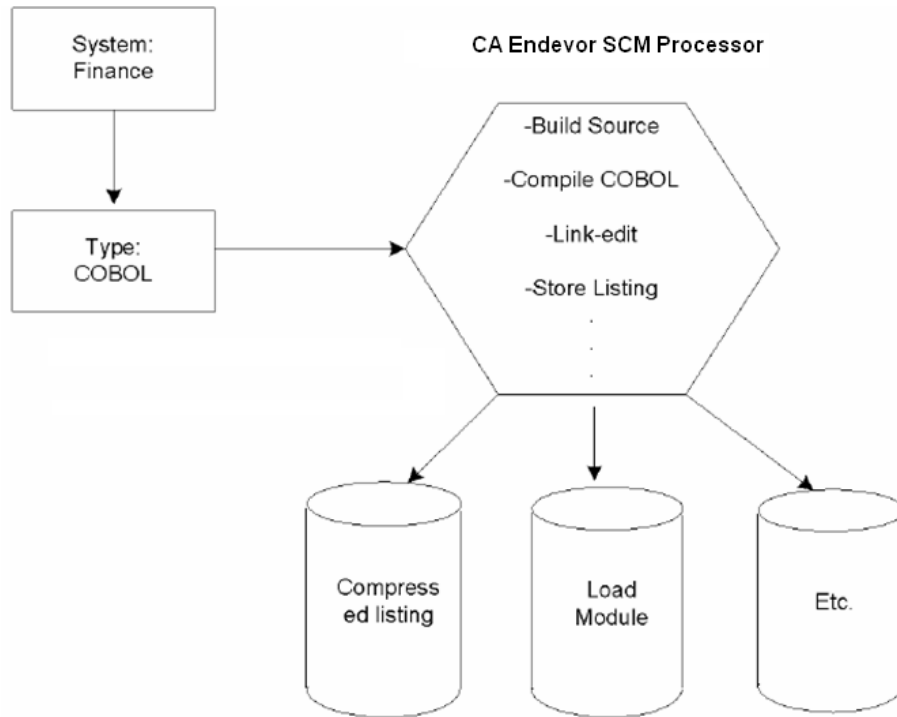 System:
Finance
CA Endevor SCM Processor
-Build Source
-Compile COBOL
-Link-edit
-Store Listing
.
.
.
Type:
COBOL
Compress
ed listing
Load
Module
Etc.